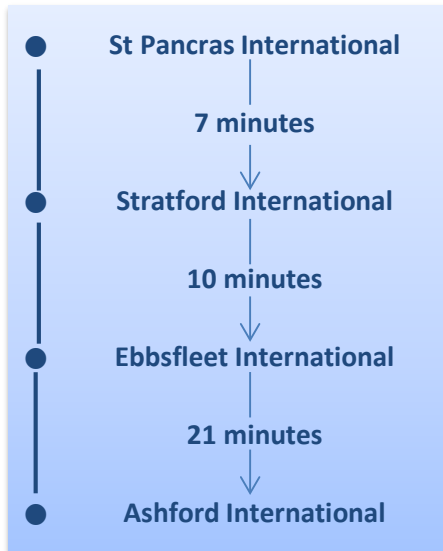 St Pancras International
7 minutes
Stratford International
10 minutes
Ebbsfleet International
21 minutes
Ashford International